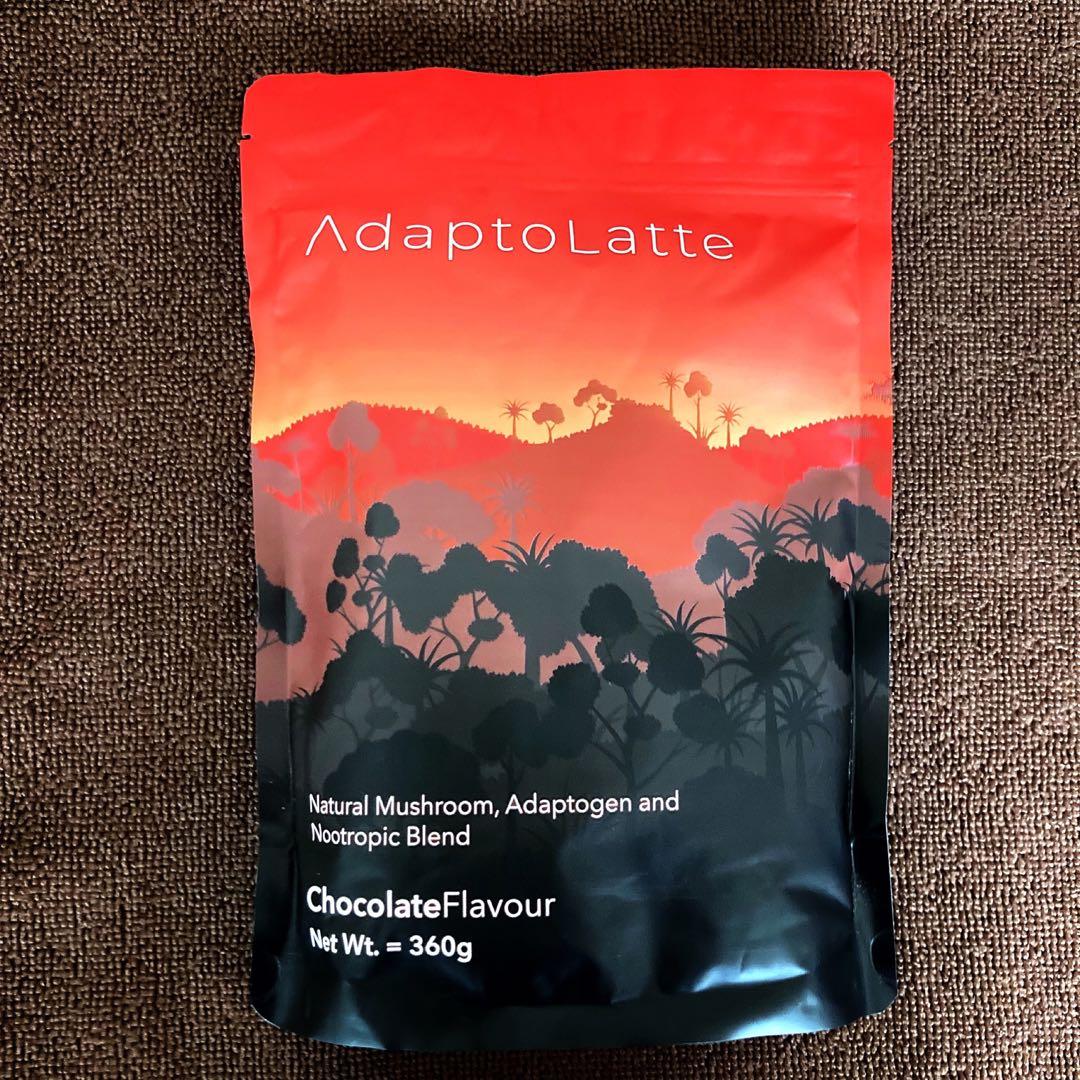 AdaptoLatte
Natural Mushroom, Adaptogen and
Nootropic Blend
ChocolateFlavour
Net Wt. = 360g